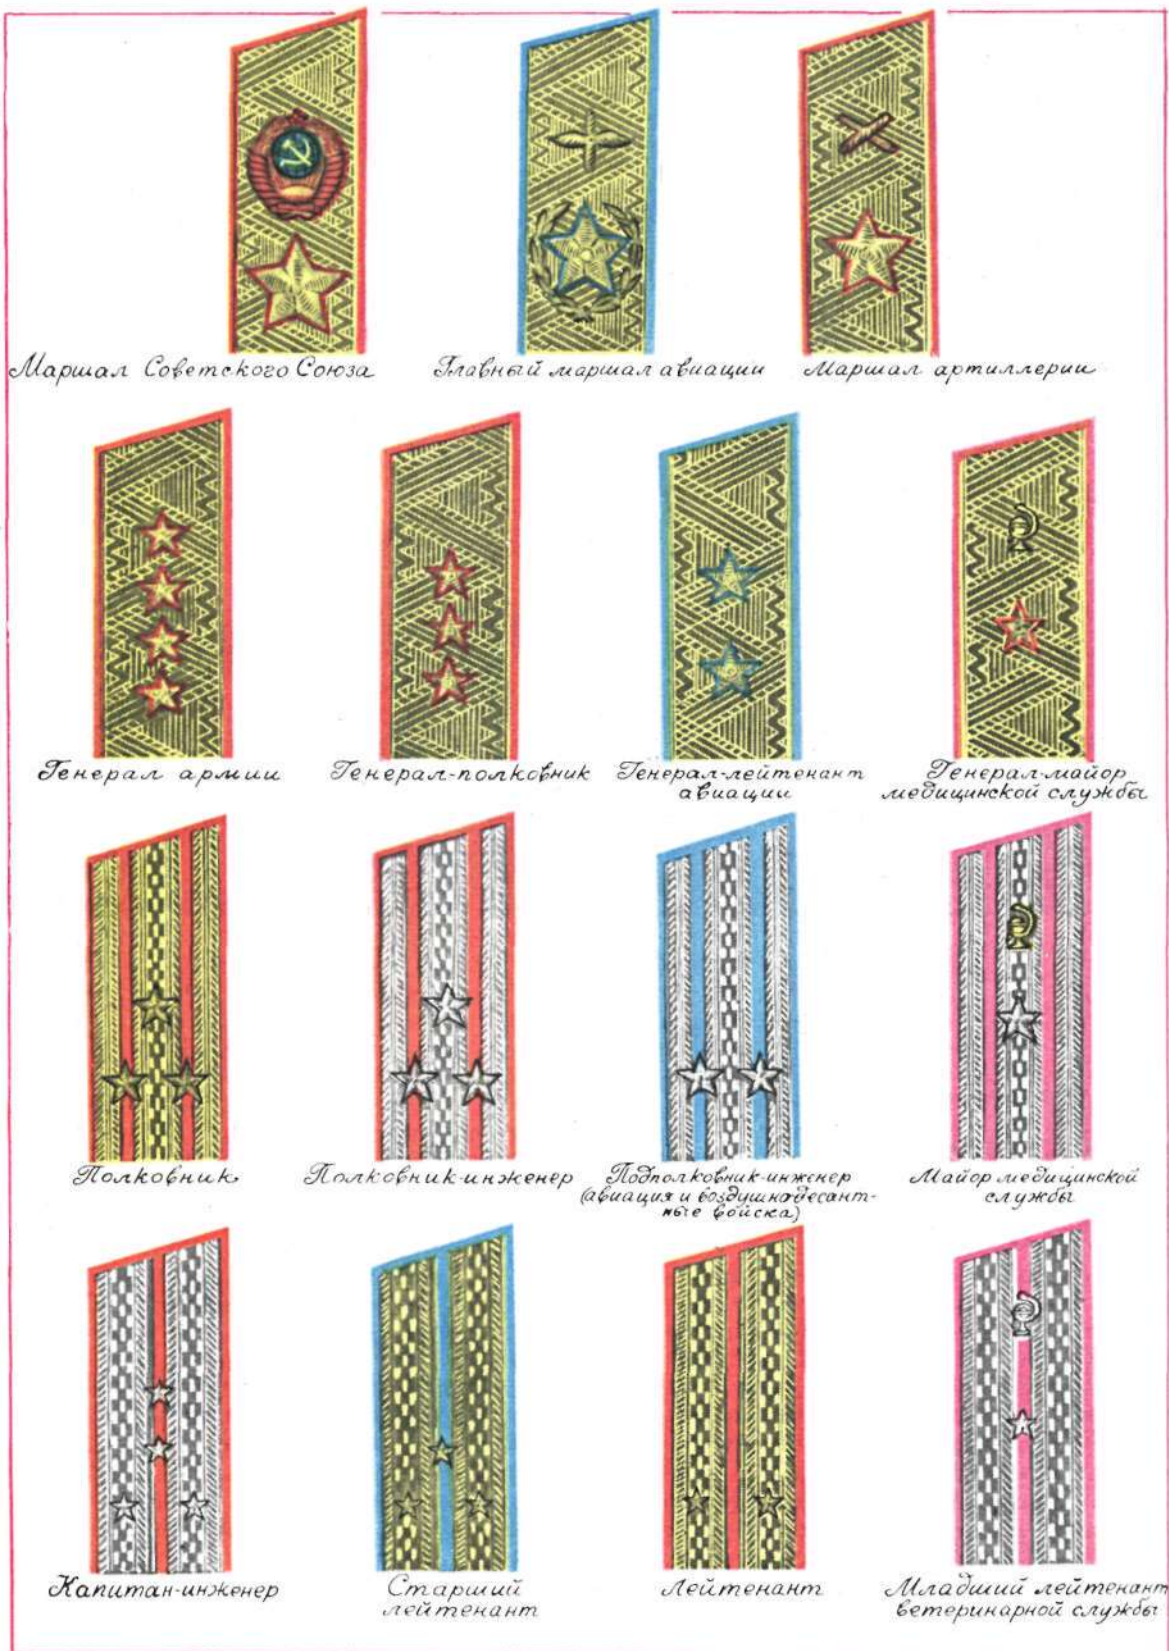 Маршал Советского Союза
Главный маршал авиации
Маршал артиллерии
Генерал армии
Генерал-полковник
Генерал-лейтенант
авиации
Генерал-майор
медицинской службы
Полковник
Полковник-инженер
Подполковник-инженер
(авиация и воздушнодесант-
ные войска)
Майор медицинской
службы
Капитан-инженер
Старший
лейтенант
Лейтенант
Младший лейтенант
ветеринарной службы